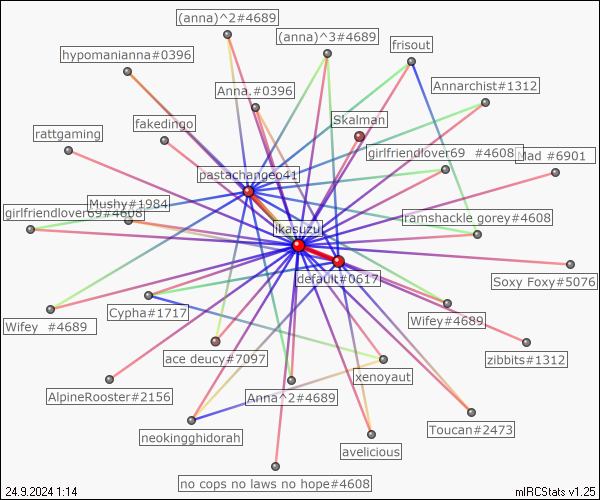 (anna)^2#4689
(anna)^3#4689
frisout
hypomanianna#0396
Annarchist#1312
Anna.#0396
Skalman
fakedingo
rattgaming
girlfriendlover69 #4608
Mad #6901
pastachangeo41
Mushy#1984
girlfriendlover69#4608
ramshackle gorey#4608
ikasuzu
default#0617
Soxy Foxy#5076
Cypha#1717
Wifey #4689
Wifey#4689
ace deucy#7097
zibbits#1312
xenoyaut
AlpineRooster#2156
Anna^2#4689
Toucan#2473
neokingghidorah
avelicious
no cops no laws no hope#4608
24.9.2024 1:14
mIRCStats v1.25